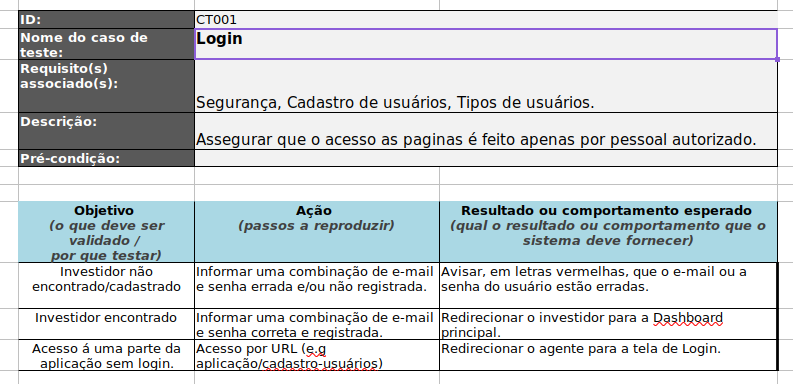 ID: CT001
Nome do caso de Login
teste:
Requisito(s)
associado(s):
Segurança, Cadastro de usuários, Tipos de usuários.
Descrição:
Assegurar que o acesso as paginas é feito apenas por pessoal autorizado.
Pré-condição:
Objetivo
(o que deve ser
validado /
por que testar)
Ação
(passos a reproduzir)
Resultado ou comportamento esperado
(qual o resultado ou comportamento que o
sistema deve fornecer)
Investidor não
encontrado/cadastrado
Informar uma combinação de e-mail
e senha errada e/ou não registrada.
Avisar, em letras vermelhas, que o e-mail ou a
senha do usuário estão erradas.
Investidor encontrado
Informar uma combinação de e-mail
e senha correta e registrada.
Redirecionar o investidor para a Dashboard
principal.
Acesso á uma parte da
aplicação sem login.
Acesso por URL (e.g
aplicação/cadastro-usuários)
Redirecionar o agente para a tela de Login.